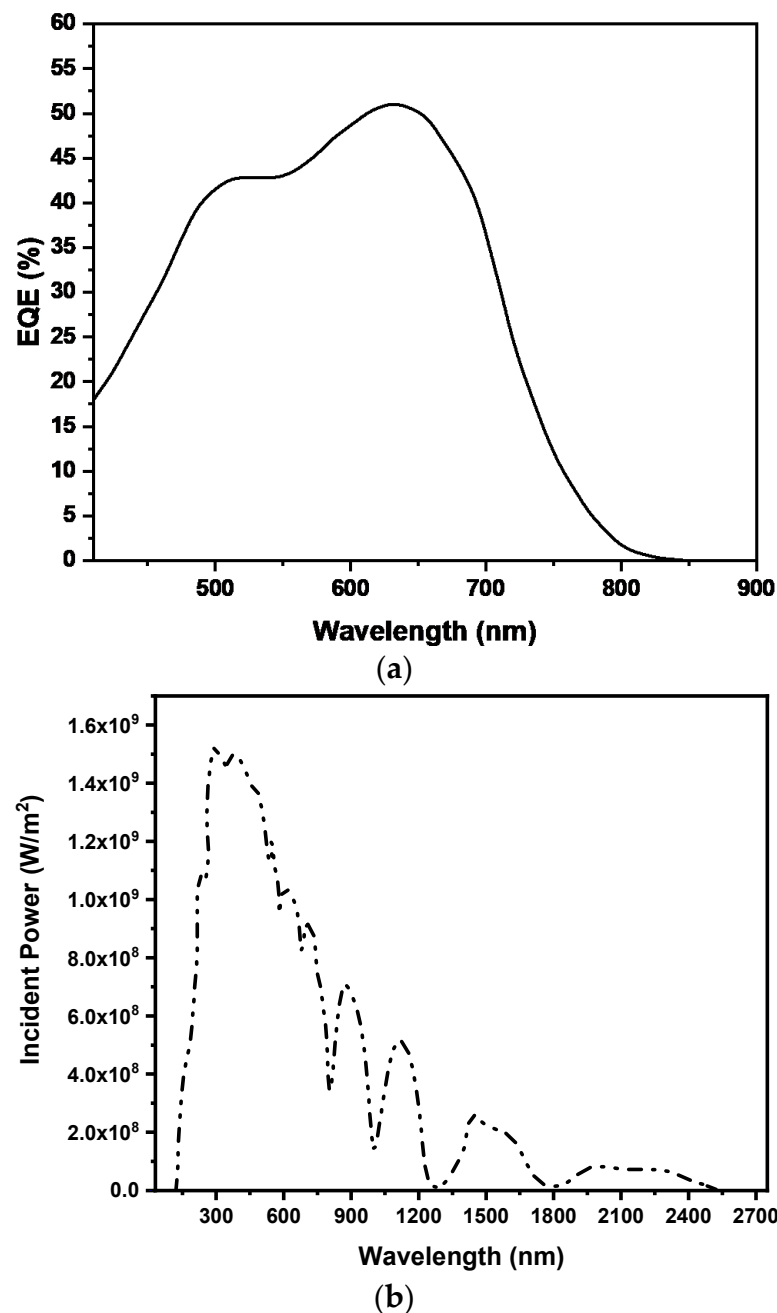 60
55
50
45
40
35
30
25
20
15
10
5
0
EQE (%)
500 600 700 800 900
Wavelength (nm)
(a)
1.6x10⁹
1.4x10⁹
1.2x10⁹
1.0x10⁹
8.0x10⁸
6.0x10⁸
4.0x10⁸
2.0x10⁸
0.0
Incident Power (W/m²)
300 600 900 1200 1500 1800 2100 2400 2700
Wavelength (nm)
(b)